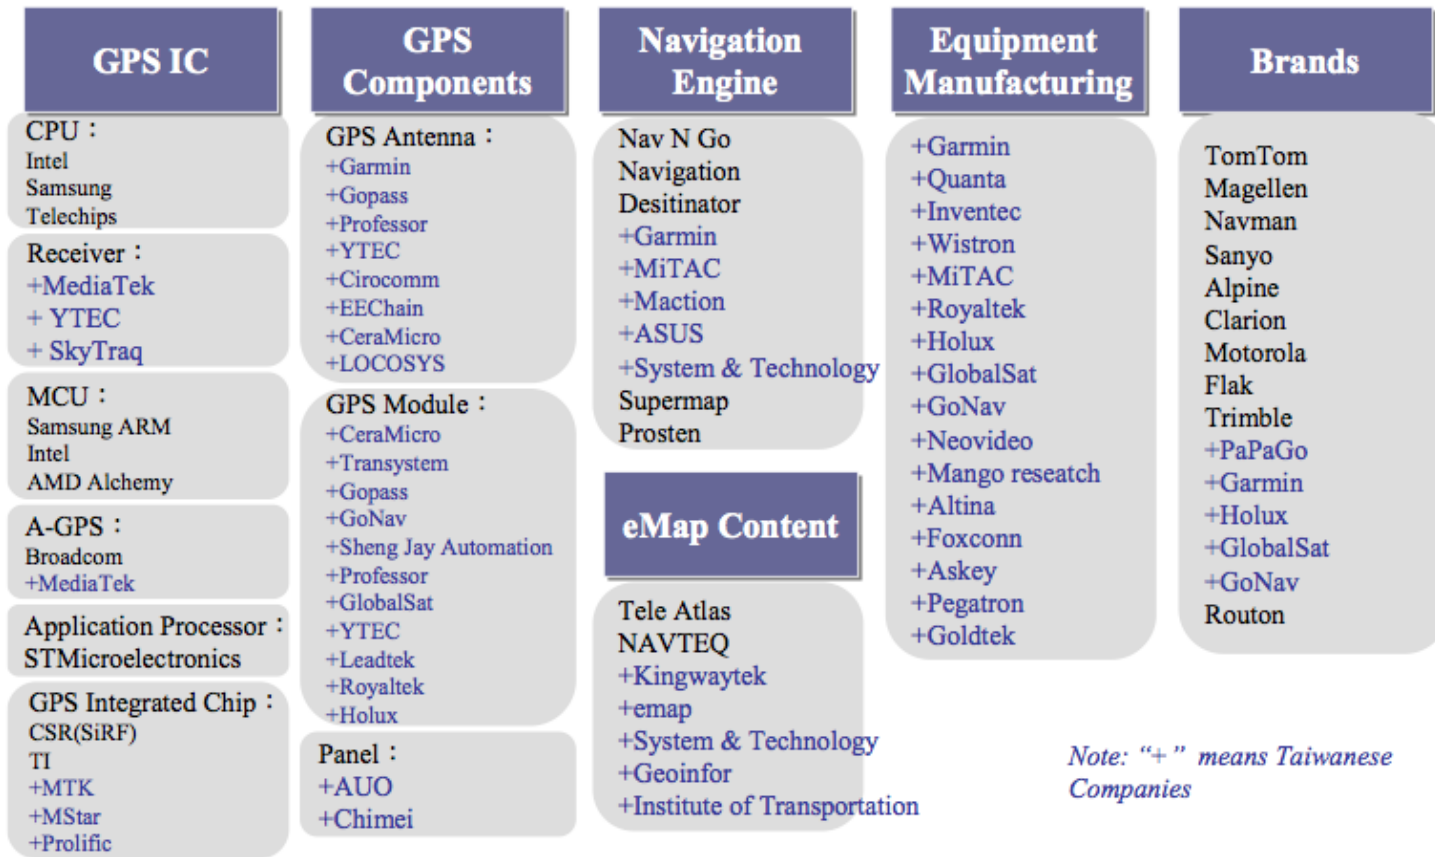 GPS IC
CPU：
Intel
Samsung
Telechips
Receiver：
+MediaTek
+ YTEC
+ SkyTraq
MCU：
Samsung ARM
Intel
AMD Alchemy
A-GPS：
Broadcom
+MediaTek
Application Processor：
STMicroelectronics
GPS Integrated Chip：
CSR(SiRF)
TI
+MTK
+MStar
+Prolific
GPS
Components
GPS Antenna：
+Garmin
+Gopass
+Professor
+YTEC
+Cirocomm
+EEChain
+CeraMicro
+LOCOSYS
GPS Module：
+CeraMicro
+Transystem
+Gopass
+GoNav
+Sheng Jay Automation
+Professor
+GlobalSat
+YTEC
+Leadtek
+Royaltek
+Holux
Panel：
+AUO
+Chimei
Navigation
Engine
Nav N Go
Navigation
Desitinator
+Garmin
+MiTAC
+Maction
+ASUS
+System & Technology
Supermap
Prosten
eMap Content
Tele Atlas
NAVTEQ
+Kingwaytek
+emap
+System & Technology
+Geoinfor
+Institute of Transportation
Equipment
Manufacturing
+Garmin
+Quanta
+Inventec
+Wistron
+MiTAC
+Royaltek
+Holux
+GlobalSat
+GoNav
+Neovideo
+Mango reseatch
+Altina
+Foxconn
+Askey
+Pegatron
+Goldtek
Brands
TomTom
Magellen
Navman
Sanyo
Alpine
Clarion
Motorola
Flak
Trimble
+PaPaGo
+Garmin
+Holux
+GlobalSat
+GoNav
Routon
Note: “+” means Taiwanese
Companies